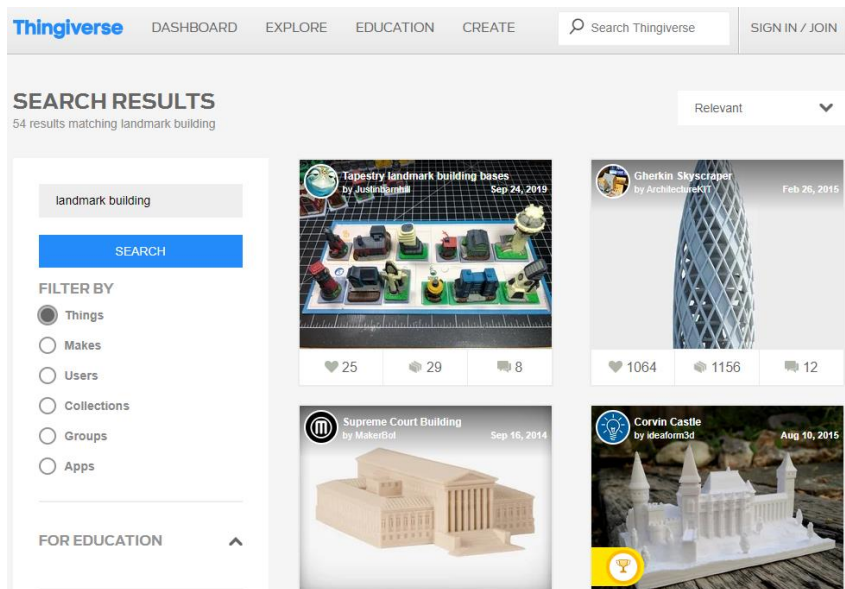 Thingiverse DASHBOARD EXPLORE EDUCATION CREATE Search Thingiverse SIGN IN / JOIN
SEARCH RESULTS
54 results matching landmark building
Relevant
landmark building
SEARCH
FILTER BY
Things
Makes
Users
Collections
Groups
Apps
FOR EDUCATION
Tapestry landmark building bases
by Justinbarnhill Sep 24, 2019
25 29 8
Gherkin Skyscraper
by ArchitectureKIT Feb 26, 2015
1064 1156 12
Supreme Court Building
by MakerBot Sep 16, 2014
Corvin Castle
by ideaform3d Aug 10, 2015